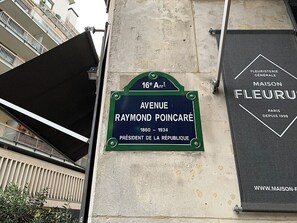 16e Arrt
AVENUE
RAYMOND POINCARÉ
1860 - 1934
PRÉSIDENT DE LA RÉPUBLIQUE
FLEURISTERIE
GÉNÉRALE
MAISON
FLEURUS
PARIS
DEPUIS 1998
WWW.MAISON-F